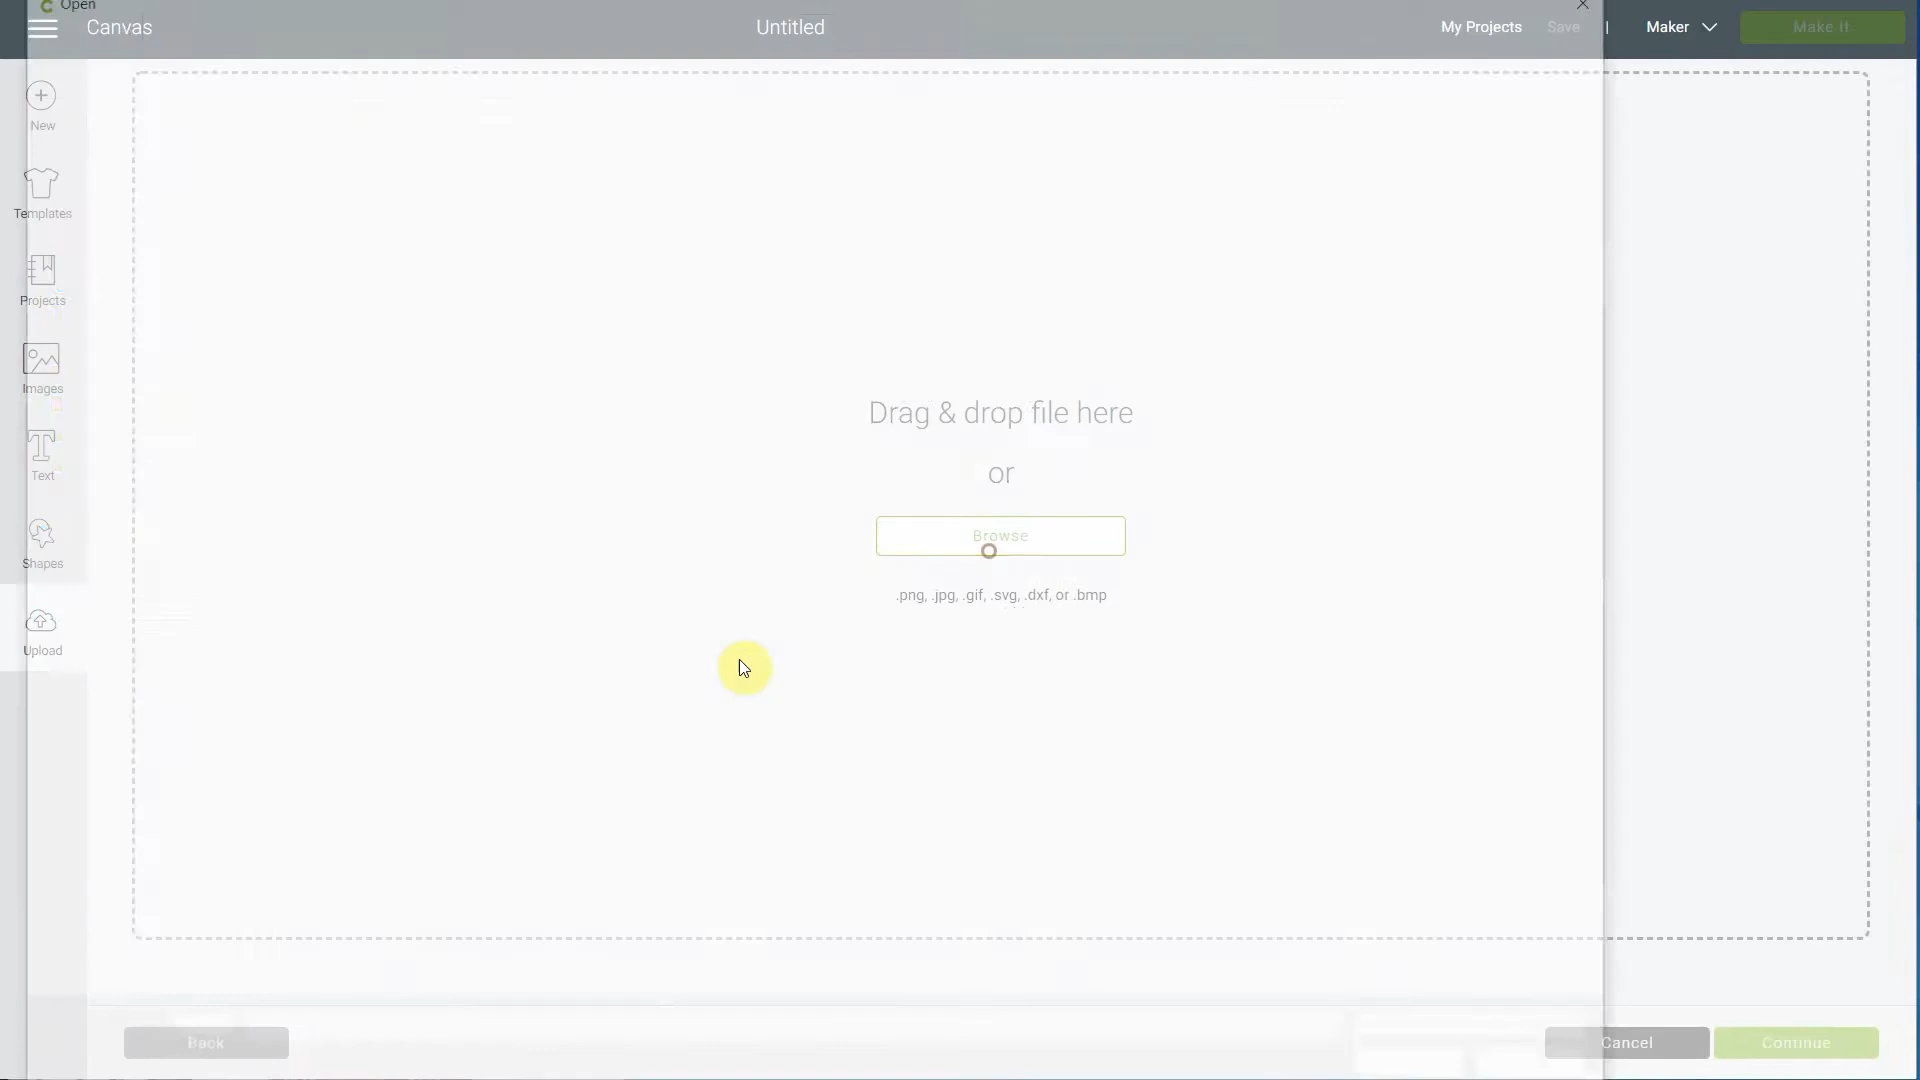 Open
Canvas
Untitled
My Projects
Save
|
Maker
Make It
New
Templates
Projects
Images
Text
Shapes
Upload
Drag & drop file here
or
Browse
.png, .jpg, .gif, .svg, .dxf, or .bmp
Back
Cancel
Continue